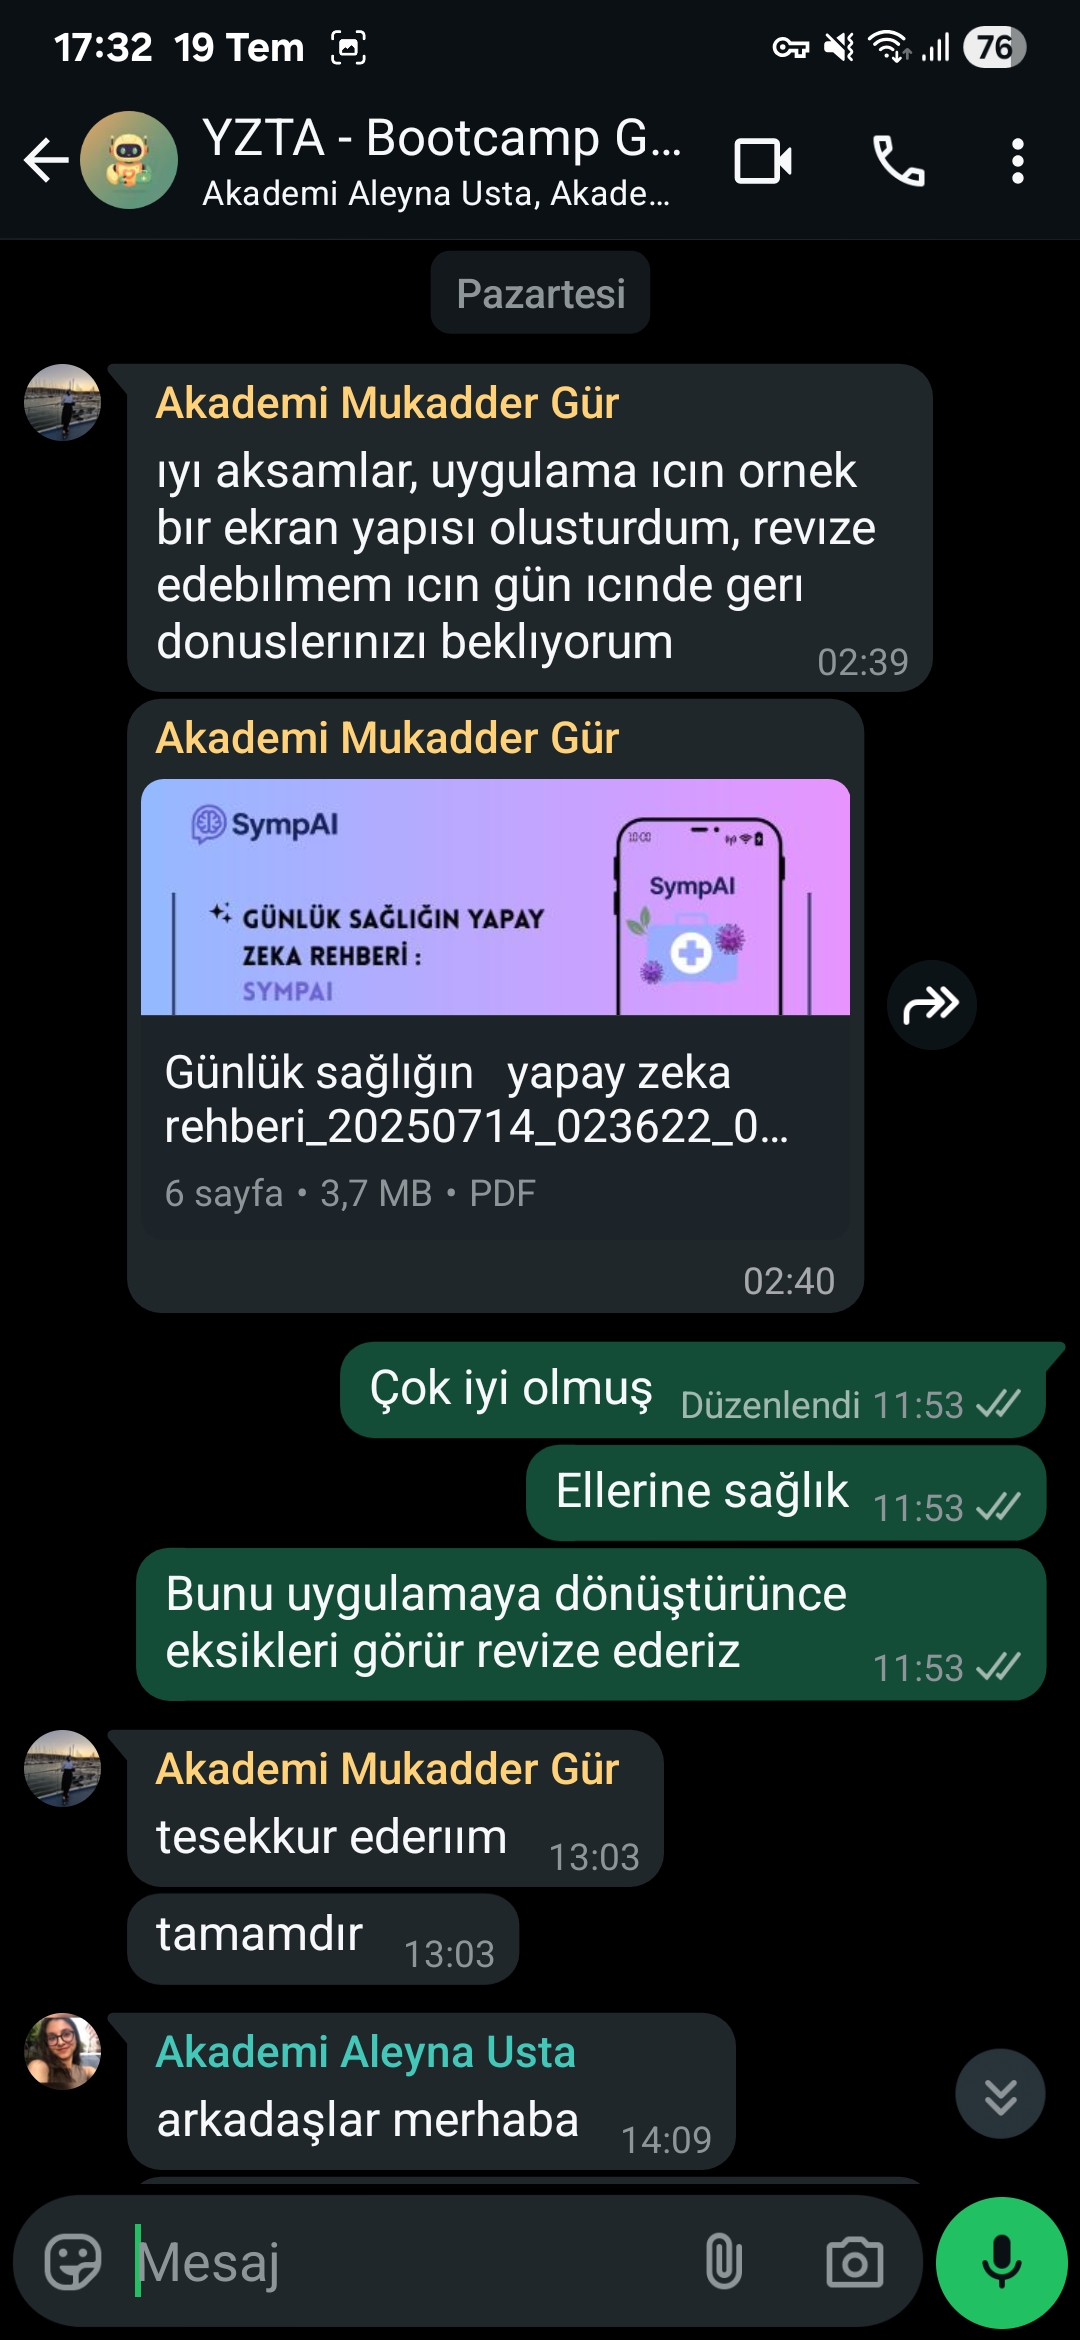 17:32 19 Tem
76
YZTA - Bootcamp G...
Akademi Aleyna Usta, Akade...
Pazartesi
Akademi Mukadder Gür
ıyı aksamlar, uygulama ıcın ornek
bır ekran yapısı olusturdum, revıze
edebılmem ıcın gün ıcınde gerı
donuslerınızı beklıyorum
02:39
Akademi Mukadder Gür
SympAI
10:00
SympAI
GÜNLÜK SAĞLIĞIN YAPAY
ZEKA REHBERİ :
SYMPAI
Günlük sağlığın   yapay zeka
rehberi_20250714_023622_0...
6 sayfa • 3,7 MB • PDF
02:40
Çok iyi olmuş Düzenlendi 11:53
Ellerine sağlık 11:53
Bunu uygulamaya dönüştürünce
eksikleri görür revize ederiz 11:53
Akademi Mukadder Gür
tesekkur ederıım 13:03
tamamdır 13:03
Akademi Aleyna Usta
arkadaşlar merhaba 14:09
Mesaj